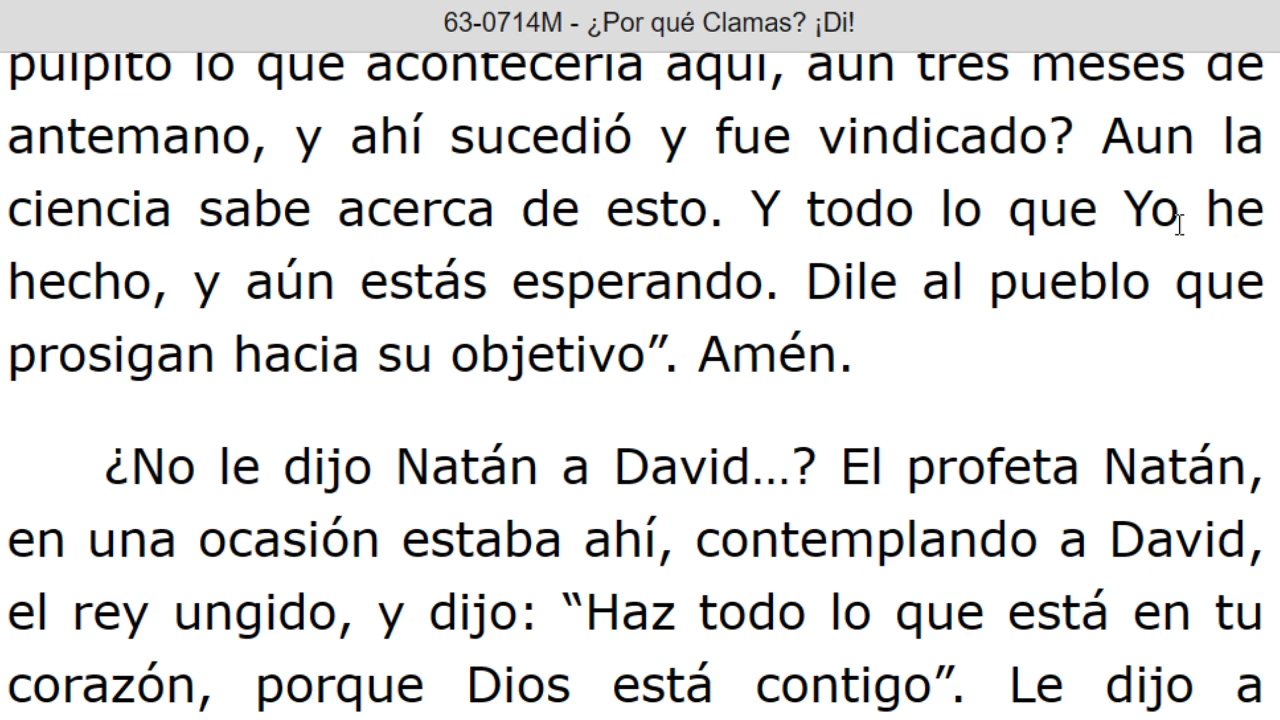 63-0714M - ¿Por qué Clamas? ¡Di!
púlpito lo que acontecería aquí, aun tres meses de
antemano, y ahí sucedió y fue vindicado? Aun la
ciencia sabe acerca de esto. Y todo lo que Yo he
hecho, y aún estás esperando. Dile al pueblo que
prosigan hacia su objetivo”. Amén.
¿No le dijo Natán a David…? El profeta Natán,
en una ocasión estaba ahí, contemplando a David,
el rey ungido, y dijo: “Haz todo lo que está en tu
corazón, porque Dios está contigo”. Le dijo a